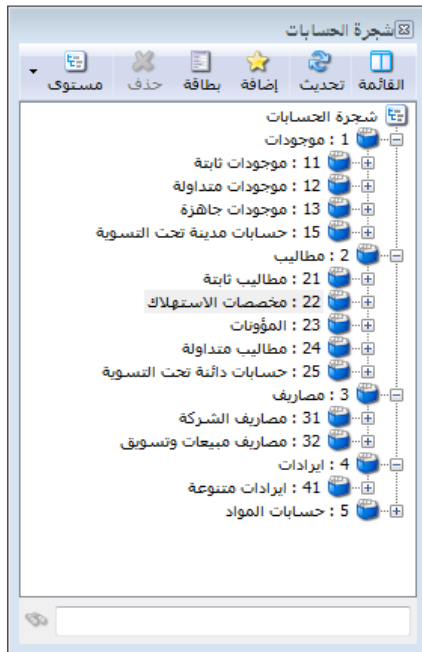 شجرة الحسابات
القائمة تحديث إضافة بطاقة حذف مستوى
شجرة الحسابات
1 : موجودات
11 : موجودات ثابتة
12 : موجودات متداولة
13 : موجودات جاهزة
15 : حسابات مدينة تحت التسوية
2 : مطاليب
21 : مطاليب ثابتة
22 : مخصصات الاستهلاك
23 : المؤونات
24 : مطاليب متداولة
25 : حسابات دائنة تحت التسوية
3 : مصاريف
31 : مصاريف الشركة
32 : مصاريف مبيعات وتسويق
4 : ايرادات
41 : ايرادات متنوعة
5 : حسابات المواد